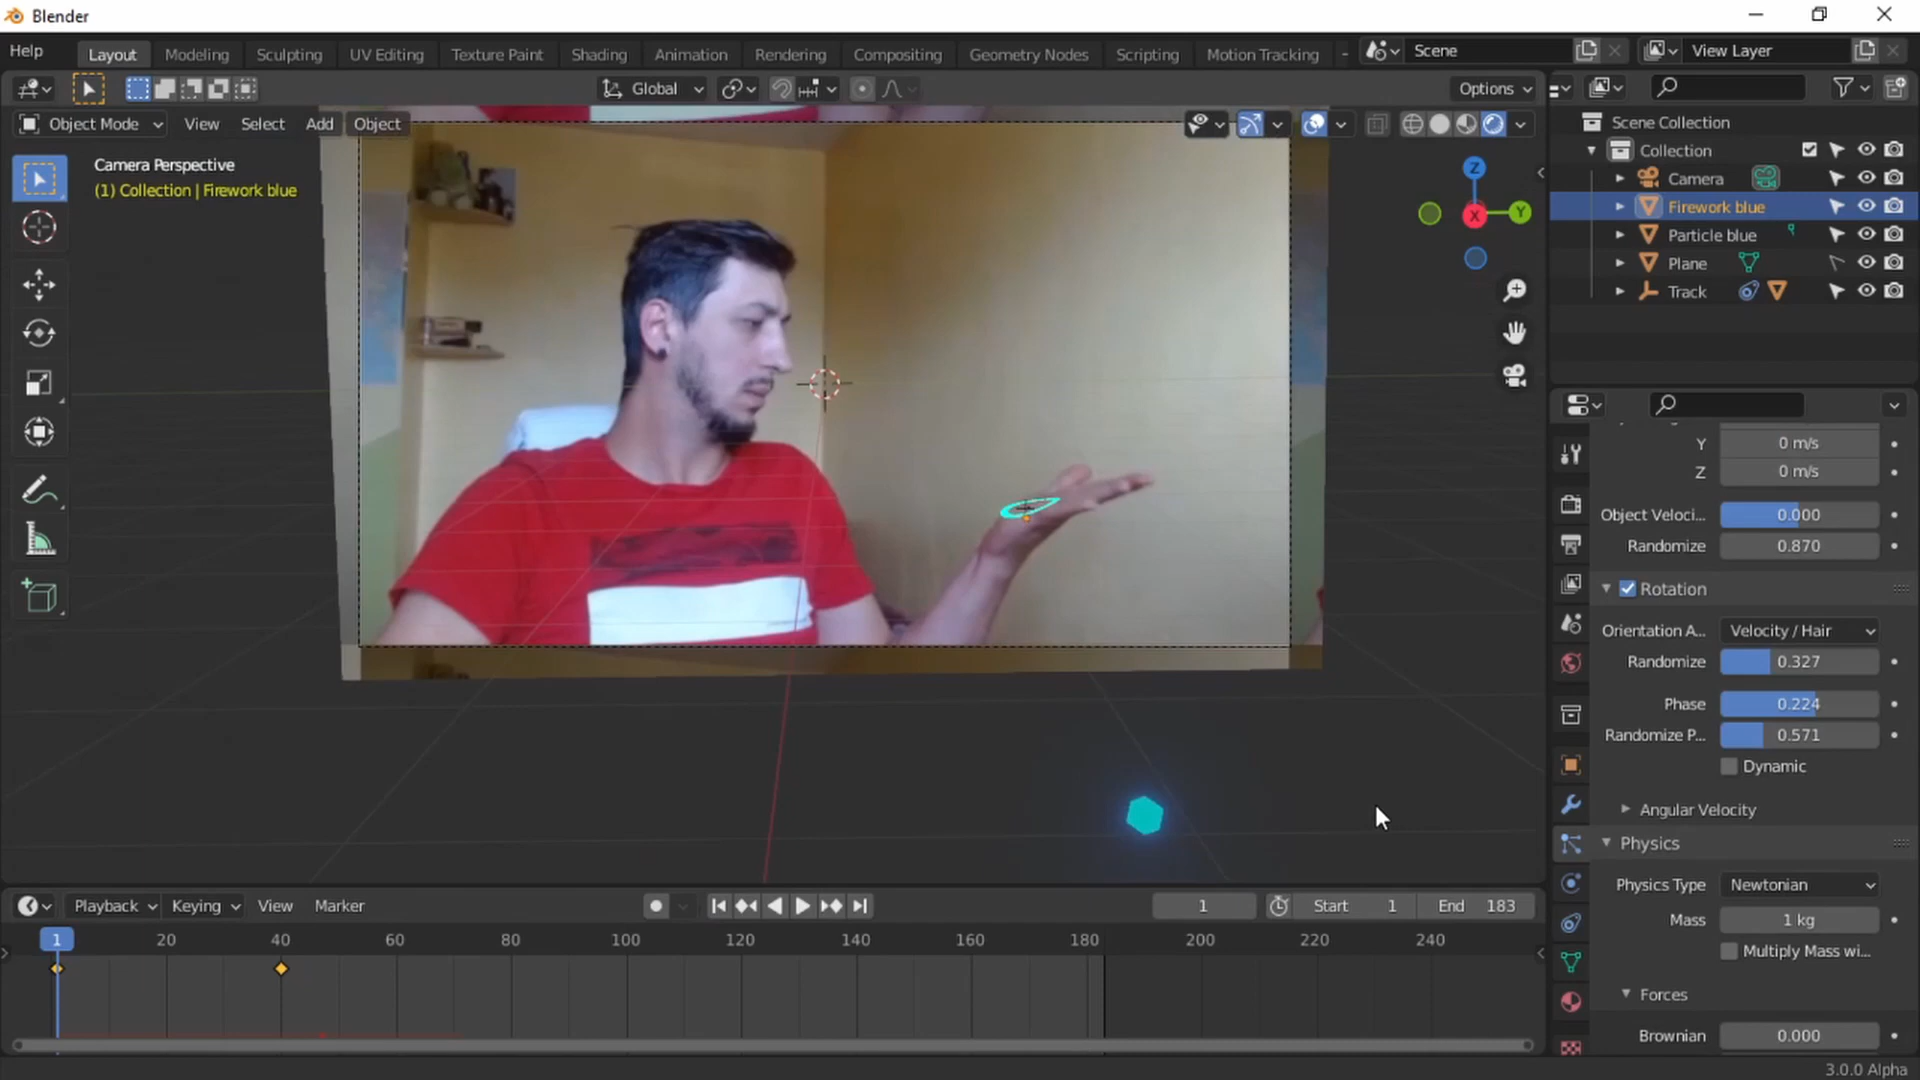 Blender
Help
Layout
Modeling
Sculpting
UV Editing
Texture Paint
Shading
Animation
Rendering
Compositing
Geometry Nodes
Scripting
Motion Tracking
Scene
View Layer
Global
Options
Object Mode
View
Select
Add
Object
Camera Perspective
(1) Collection | Firework blue
Z
X
Y
Scene Collection
Collection
Camera
Firework blue
Particle blue
Plane
Track
Y 0 m/s
Z 0 m/s
Object Veloci... 0.000
Randomize 0.870
Rotation
Orientation A... Velocity / Hair
Randomize 0.327
Phase 0.224
Randomize P... 0.571
Dynamic
Angular Velocity
Physics
Physics Type Newtonian
Mass 1 kg
Multiply Mass wi...
Forces
Brownian 0.000
Playback
Keying
View
Marker
1
Start 1
End 183
1 20 40 60 80 100 120 140 160 180 200 220 240
3.0.0 Alpha